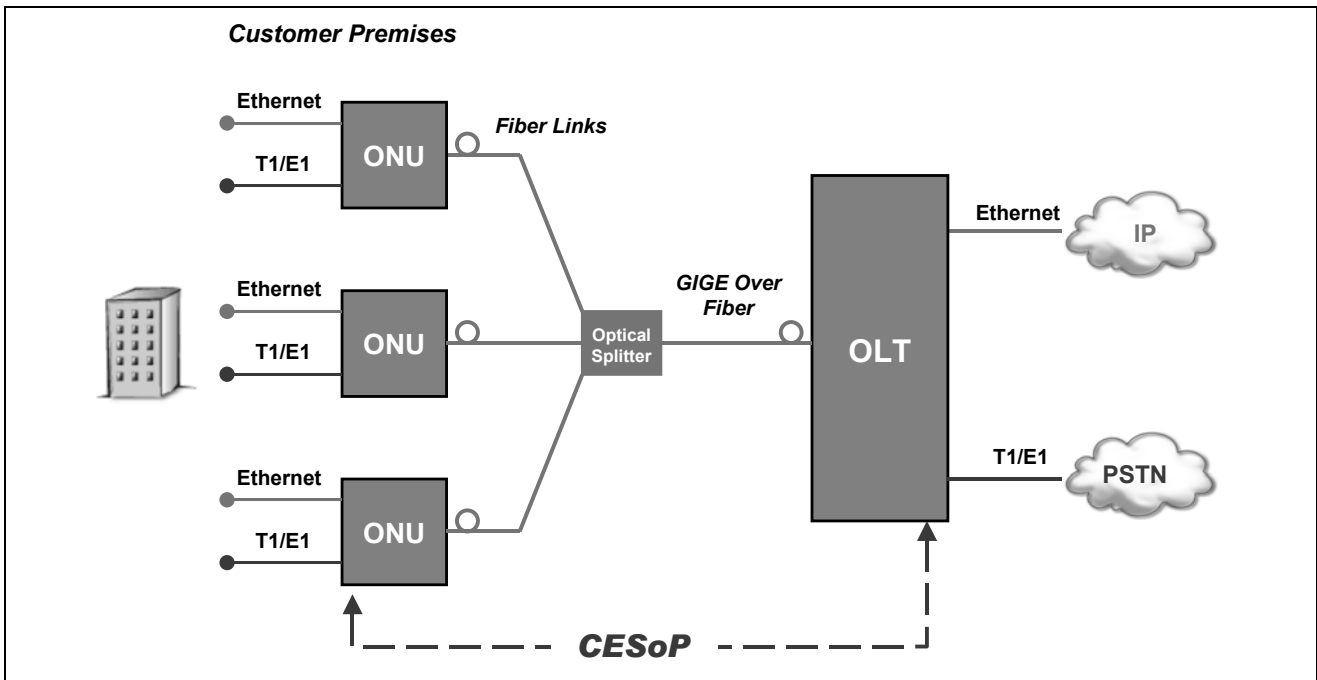 Customer Premises
Ethernet
T1/E1
ONU
Fiber Links
Ethernet
T1/E1
ONU
Ethernet
T1/E1
ONU
Optical
Splitter
GIGE Over
Fiber
OLT
Ethernet
IP
T1/E1
PSTN
CESoP